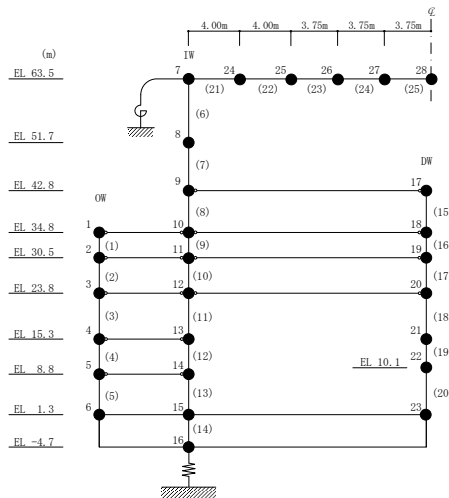 ℄
4.00m 4.00m 3.75m 3.75m 3.75m
(m) IW
7 24 25 26 27 28
EL 63.5
(21) (22) (23) (24) (25)
(6)
EL 51.7 8
(7)
DW
EL 42.8 9 17
OW
(8) (15
EL 34.8 1 10 18
(1) (9) (16
EL 30.5 2 11 19
(2) (10) (17
EL 23.8 3 12 20
(3) (11) (18
EL 15.3 4 13 21
(4) (12) (19
EL 8.8 5 14 EL 10.1 22
(5) (13) (20
EL 1.3 6 15 23
(14)
EL -4.7 16